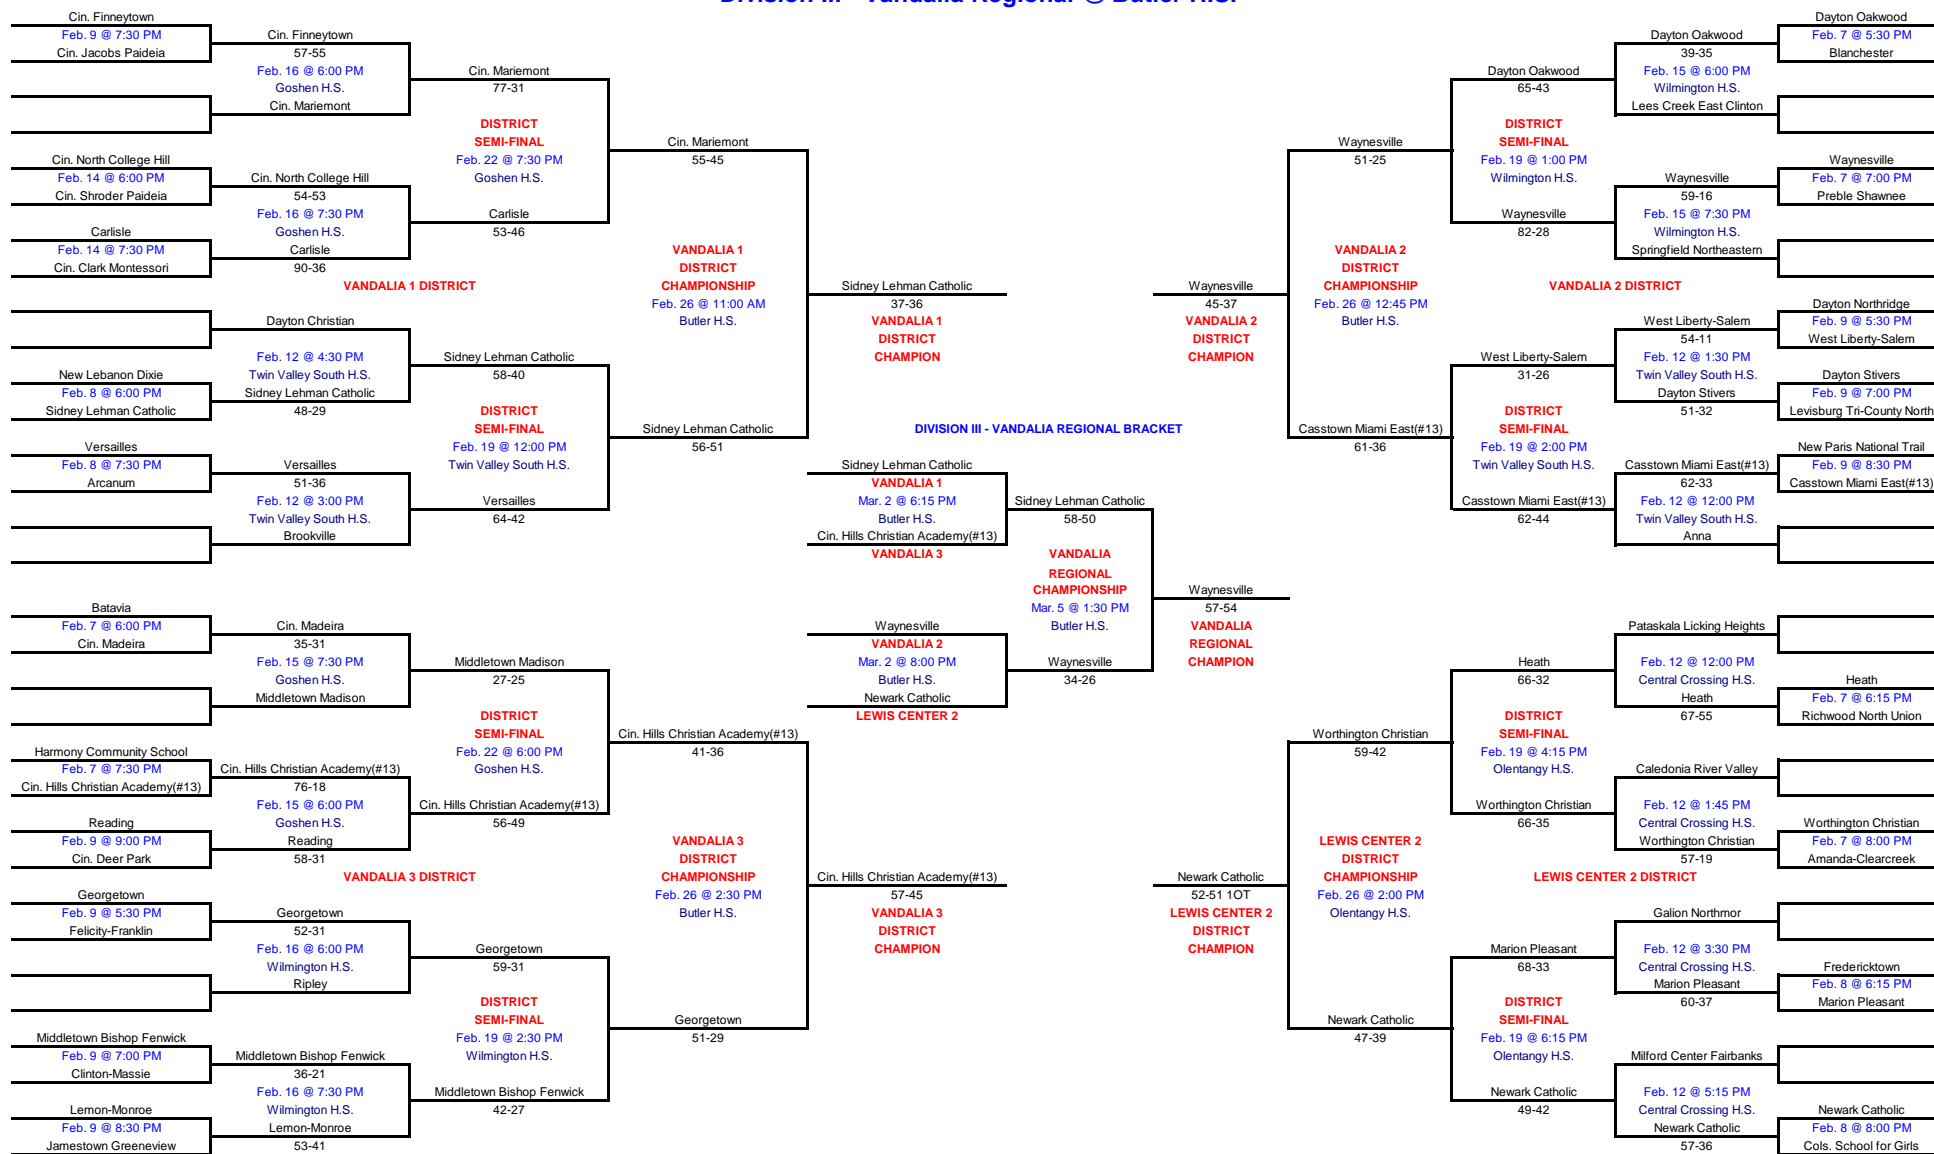 Division III - Vandalia Regional @ Butler H.S.
Cin. Finneytown
Feb. 9 @ 7:30 PM
Cin. Jacobs Paideia
Cin. Finneytown
57-55
Feb. 16 @ 6:00 PM
Goshen H.S.
Cin. Mariemont
Cin. Mariemont
77-31
DISTRICT
SEMI-FINAL
Feb. 22 @ 7:30 PM
Goshen H.S.
Cin. North College Hill
Feb. 14 @ 6:00 PM
Cin. Shroder Paideia
Cin. North College Hill
54-53
Feb. 16 @ 7:30 PM
Goshen H.S.
Carlisle
90-36
Carlisle
Feb. 14 @ 7:30 PM
Cin. Clark Montessori
Carlisle
53-46
Cin. Mariemont
55-45
VANDALIA 1 DISTRICT
VANDALIA 1
DISTRICT
CHAMPIONSHIP
Feb. 26 @ 11:00 AM
Butler H.S.
Sidney Lehman Catholic
37-36
VANDALIA 1
DISTRICT
CHAMPION
Dayton Christian
Feb. 12 @ 4:30 PM
Twin Valley South H.S.
Sidney Lehman Catholic
48-29
New Lebanon Dixie
Feb. 8 @ 6:00 PM
Sidney Lehman Catholic
Sidney Lehman Catholic
58-40
DISTRICT
SEMI-FINAL
Feb. 19 @ 12:00 PM
Twin Valley South H.S.
Versailles
Feb. 8 @ 7:30 PM
Arcanum
Versailles
51-36
Feb. 12 @ 3:00 PM
Twin Valley South H.S.
Brookville
Versailles
64-42
Sidney Lehman Catholic
56-51
Batavia
Feb. 7 @ 6:00 PM
Cin. Madeira
Cin. Madeira
35-31
Feb. 15 @ 7:30 PM
Goshen H.S.
Middletown Madison
Middletown Madison
27-25
DISTRICT
SEMI-FINAL
Feb. 22 @ 6:00 PM
Goshen H.S.
Harmony Community School
Feb. 7 @ 7:30 PM
Cin. Hills Christian Academy(#13)
Cin. Hills Christian Academy(#13)
76-18
Feb. 15 @ 6:00 PM
Goshen H.S.
Reading
58-31
Reading
Feb. 9 @ 9:00 PM
Cin. Deer Park
Cin. Hills Christian Academy(#13)
56-49
Cin. Hills Christian Academy(#13)
41-36
VANDALIA 3 DISTRICT
VANDALIA 3
DISTRICT
CHAMPIONSHIP
Feb. 26 @ 2:30 PM
Butler H.S.
Cin. Hills Christian Academy(#13)
57-45
VANDALIA 3
DISTRICT
CHAMPION
Georgetown
Feb. 9 @ 5:30 PM
Felicity-Franklin
Georgetown
52-31
Feb. 16 @ 6:00 PM
Wilmington H.S.
Ripley
Georgetown
59-31
DISTRICT
SEMI-FINAL
Feb. 19 @ 2:30 PM
Wilmington H.S.
Middletown Bishop Fenwick
Feb. 9 @ 7:00 PM
Clinton-Massie
Middletown Bishop Fenwick
36-21
Feb. 16 @ 7:30 PM
Wilmington H.S.
Lemon-Monroe
53-41
Lemon-Monroe
Feb. 9 @ 8:30 PM
Jamestown Greeneview
Middletown Bishop Fenwick
42-27
Georgetown
51-29
DIVISION III - VANDALIA REGIONAL BRACKET
Sidney Lehman Catholic
VANDALIA 1
Mar. 2 @ 6:15 PM
Butler H.S.
Cin. Hills Christian Academy(#13)
VANDALIA 3
Sidney Lehman Catholic
58-50
VANDALIA
REGIONAL
CHAMPIONSHIP
Mar. 5 @ 1:30 PM
Butler H.S.
Waynesville
VANDALIA 2
Mar. 2 @ 8:00 PM
Butler H.S.
Newark Catholic
LEWIS CENTER 2
Waynesville
34-26
Waynesville
57-54
VANDALIA
REGIONAL
CHAMPION
Dayton Oakwood
Feb. 7 @ 5:30 PM
Blanchester
Dayton Oakwood
39-35
Feb. 15 @ 6:00 PM
Wilmington H.S.
Lees Creek East Clinton
Dayton Oakwood
65-43
DISTRICT
SEMI-FINAL
Feb. 19 @ 1:00 PM
Wilmington H.S.
Waynesville
Feb. 7 @ 7:00 PM
Preble Shawnee
Waynesville
59-16
Feb. 15 @ 7:30 PM
Wilmington H.S.
Springfield Northeastern
Waynesville
82-28
Waynesville
51-25
VANDALIA 2 DISTRICT
VANDALIA 2
DISTRICT
CHAMPIONSHIP
Feb. 26 @ 12:45 PM
Butler H.S.
Waynesville
45-37
VANDALIA 2
DISTRICT
CHAMPION
Dayton Northridge
Feb. 9 @ 5:30 PM
West Liberty-Salem
West Liberty-Salem
54-11
Feb. 12 @ 1:30 PM
Twin Valley South H.S.
Dayton Stivers
51-32
Dayton Stivers
Feb. 9 @ 7:00 PM
Levisburg Tri-County North
West Liberty-Salem
31-26
DISTRICT
SEMI-FINAL
Feb. 19 @ 2:00 PM
Twin Valley South H.S.
New Paris National Trail
Feb. 9 @ 8:30 PM
Casstown Miami East(#13)
Casstown Miami East(#13)
62-33
Feb. 12 @ 12:00 PM
Twin Valley South H.S.
Anna
Casstown Miami East(#13)
62-44
Casstown Miami East(#13)
61-36
Pataskala Licking Heights
Feb. 12 @ 12:00 PM
Central Crossing H.S.
Heath
67-55
Heath
Feb. 7 @ 6:15 PM
Richwood North Union
Heath
66-32
DISTRICT
SEMI-FINAL
Feb. 19 @ 4:15 PM
Olentangy H.S.
Caledonia River Valley
Feb. 12 @ 1:45 PM
Central Crossing H.S.
Worthington Christian
57-19
Worthington Christian
Feb. 7 @ 8:00 PM
Amanda-Clearcreek
Worthington Christian
66-35
Worthington Christian
59-42
LEWIS CENTER 2 DISTRICT
LEWIS CENTER 2
DISTRICT
CHAMPIONSHIP
Feb. 26 @ 2:00 PM
Olentangy H.S.
Newark Catholic
52-51 1OT
LEWIS CENTER 2
DISTRICT
CHAMPION
Galion Northmor
Feb. 12 @ 3:30 PM
Central Crossing H.S.
Marion Pleasant
60-37
Fredericktown
Feb. 8 @ 6:15 PM
Marion Pleasant
Marion Pleasant
68-33
DISTRICT
SEMI-FINAL
Feb. 19 @ 6:15 PM
Olentangy H.S.
Milford Center Fairbanks
Feb. 12 @ 5:15 PM
Central Crossing H.S.
Newark Catholic
57-36
Newark Catholic
Feb. 8 @ 8:00 PM
Cols. School for Girls
Newark Catholic
49-42
Newark Catholic
47-39